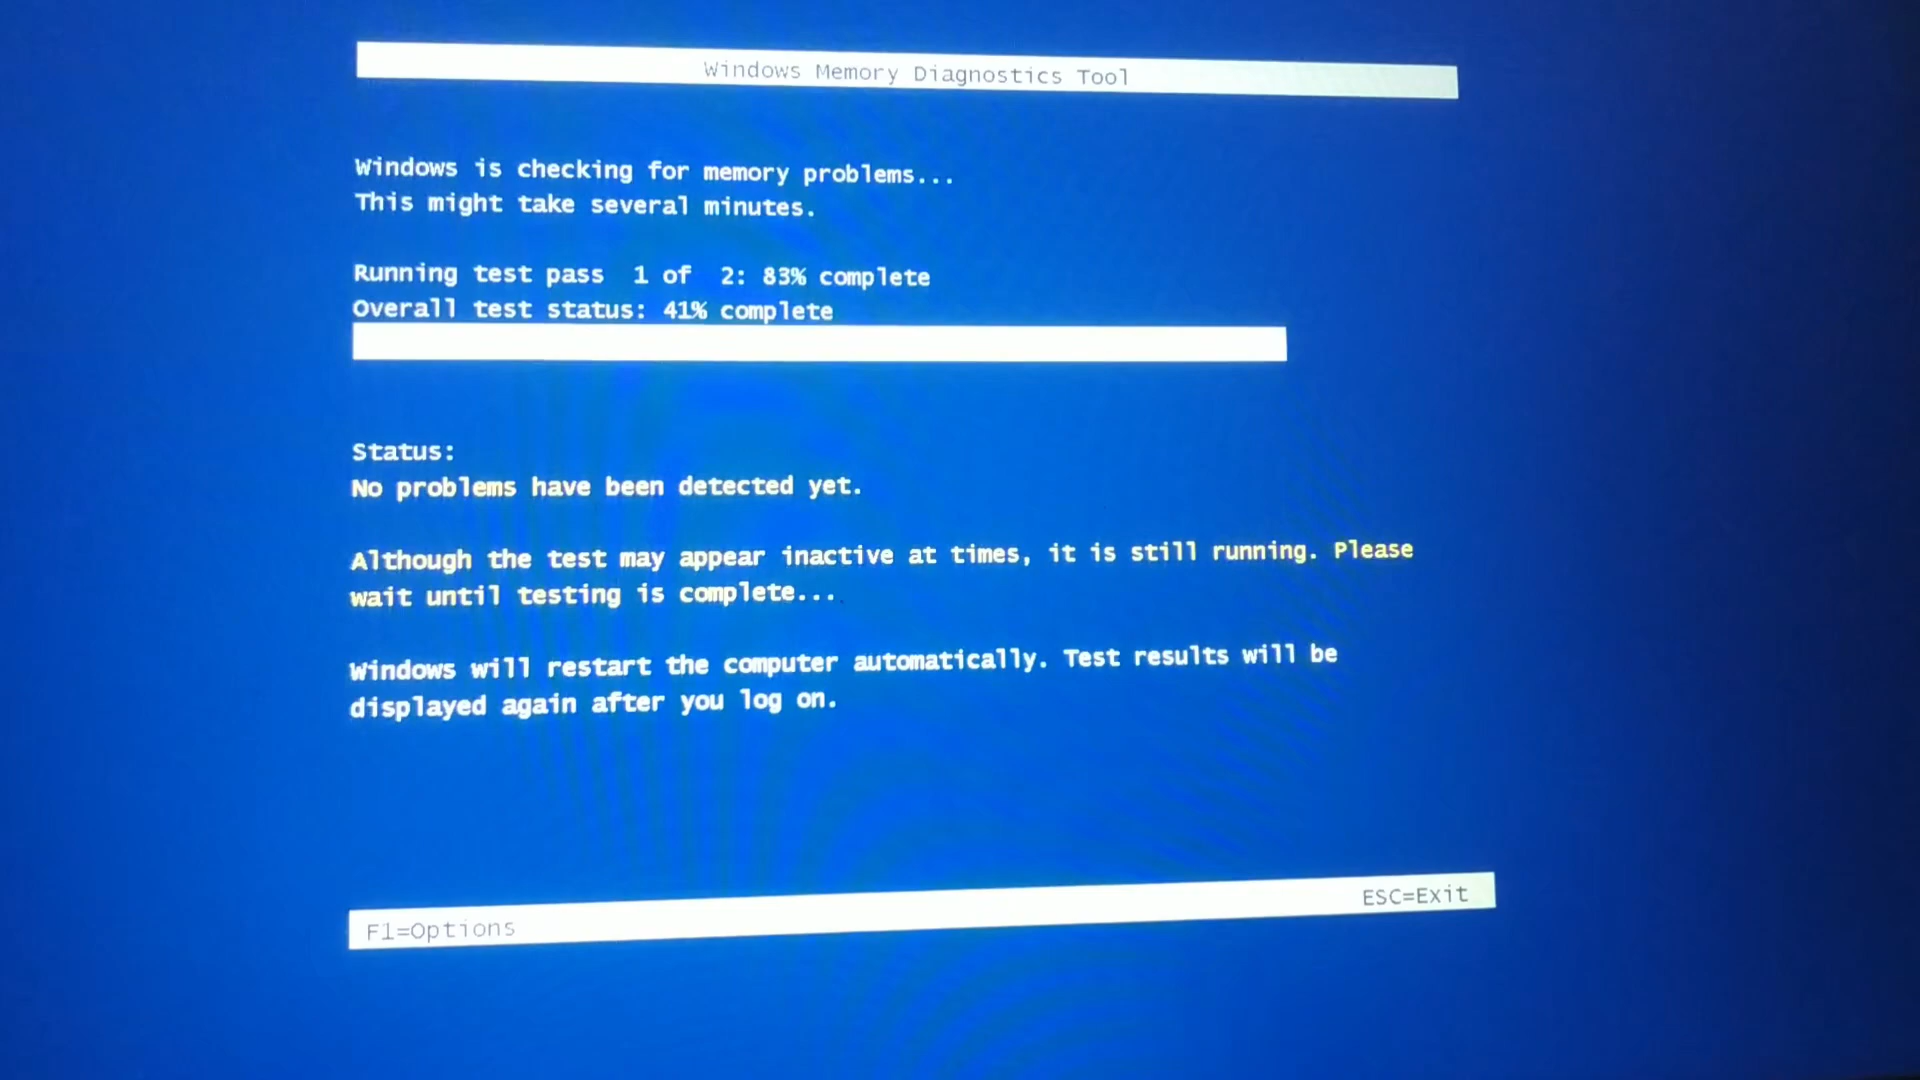 Windows Memory Diagnostics Tool
Windows is checking for memory problems...
This might take several minutes.
Running test pass  1 of  2: 83% complete
Overall test status: 41% complete
Status:
No problems have been detected yet.
Although the test may appear inactive at times, it is still running. Please
wait until testing is complete...
Windows will restart the computer automatically. Test results will be
displayed again after you log on.
F1=Options
ESC=Exit